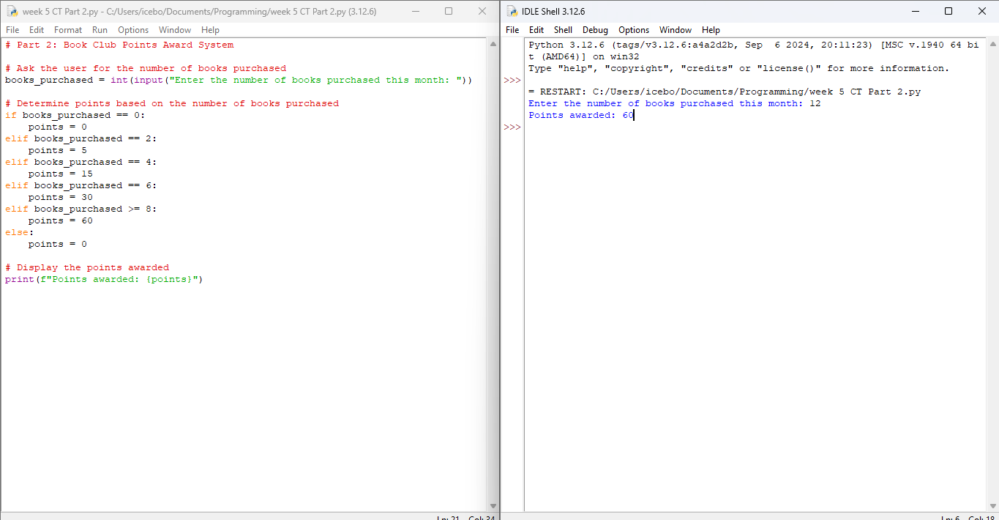 week 5 CT Part 2.py - C:/Users/icebo/Documents/Programming/week 5 CT Part 2.py (3.12.6)
File Edit Format Run Options Window Help
# Part 2: Book Club Points Award System
# Ask the user for the number of books purchased
books_purchased = int(input("Enter the number of books purchased this month: "))
# Determine points based on the number of books purchased
if books_purchased == 0:
    points = 0
elif books_purchased == 2:
    points = 5
elif books_purchased == 4:
    points = 15
elif books_purchased == 6:
    points = 30
elif books_purchased >= 8:
    points = 60
else:
    points = 0
# Display the points awarded
print(f"Points awarded: {points}")
Ln: 21 Col: 34
IDLE Shell 3.12.6
File Edit Shell Debug Options Window Help
Python 3.12.6 (tags/v3.12.6:a4a2d2b, Sep  6 2024, 20:11:23) [MSC v.1940 64 bi
t (AMD64)] on win32
Type "help", "copyright", "credits" or "license()" for more information.
>>>
= RESTART: C:/Users/icebo/Documents/Programming/week 5 CT Part 2.py
Enter the number of books purchased this month: 12
Points awarded: 60
>>>
Ln: 6 Col: 18